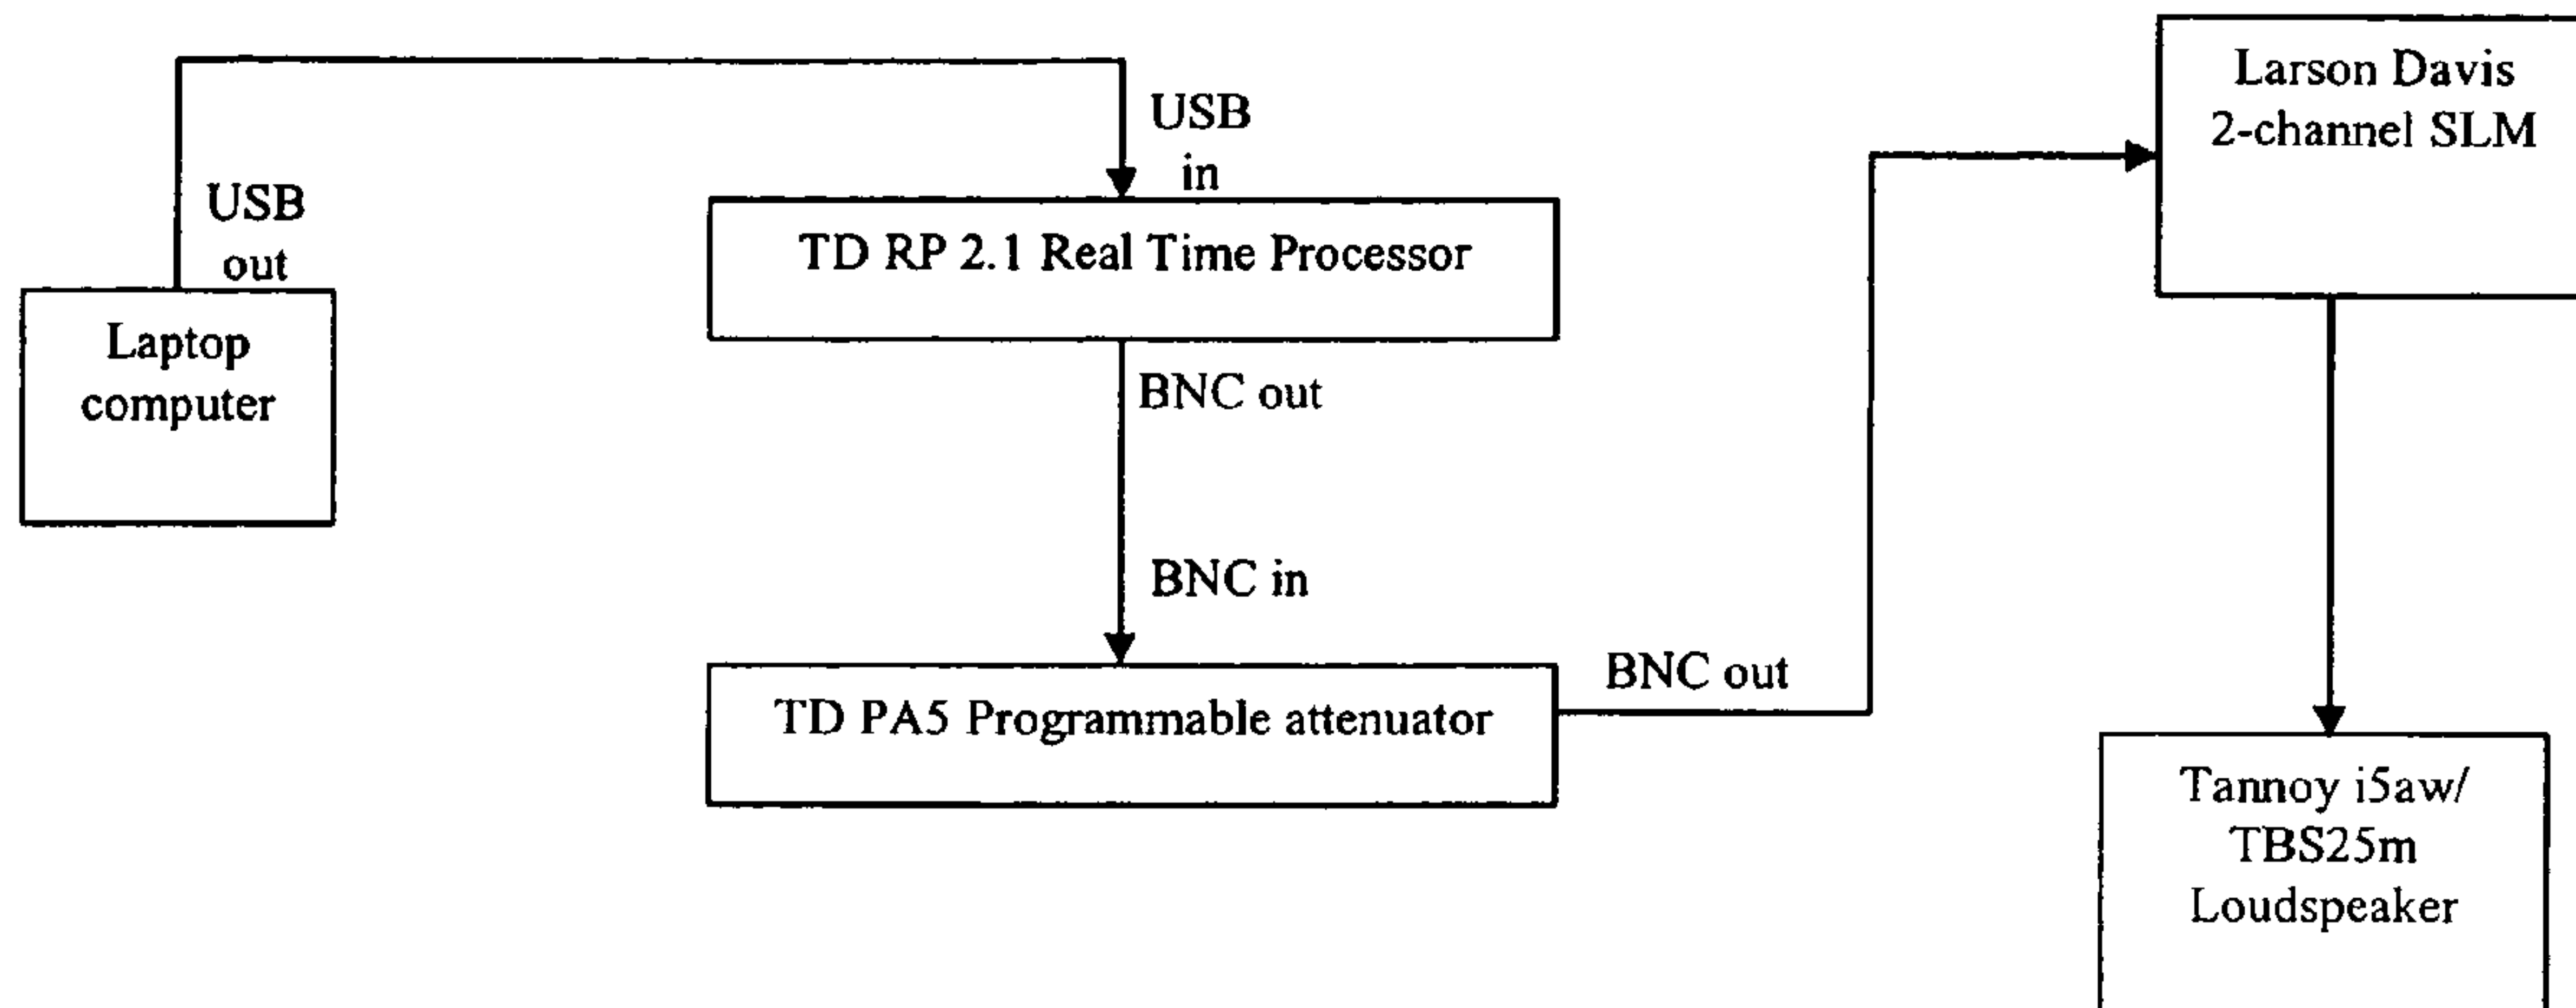 USB
out
Laptop
computer
USB
in
TD RP 2.1 Real Time Processor
BNC out
BNC in
TD PA5 Programmable attenuator
BNC out
Larson Davis
2-channel SLM
Tannoy i5aw/
TBS25m
Loudspeaker